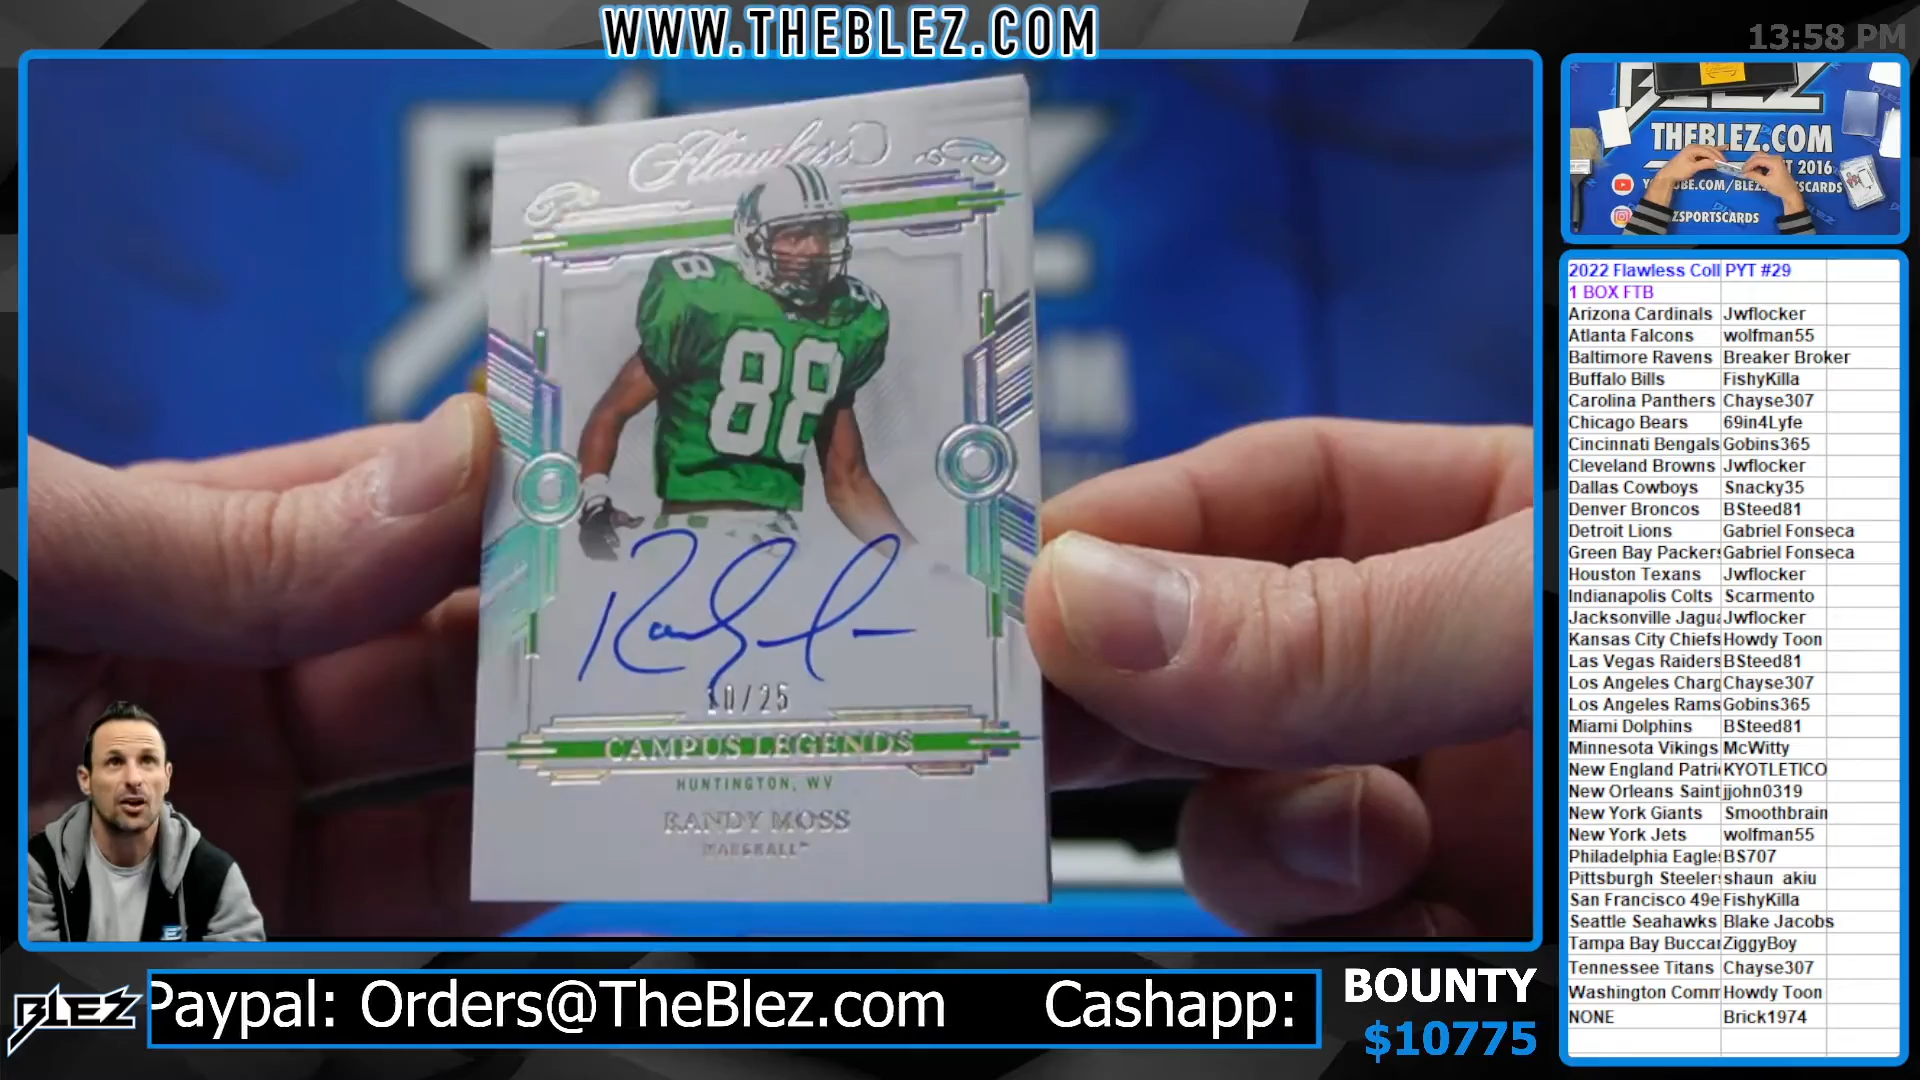 WWW.THEBLEZ.COM
13:58 PM
Flawless
88
88
88
10/25
CAMPUS LEGENDS
HUNTINGTON, WV
RANDY MOSS
MARSHALL
THEBLEZ.COM
2016
ZSPORTSCARDS
2022 Flawless Coll PYT #29
1 BOX FTB
Arizona Cardinals Jwflocker
Atlanta Falcons wolfman55
Baltimore Ravens Breaker Broker
Buffalo Bills FishyKilla
Carolina Panthers Chayse307
Chicago Bears 69in4Lyfe
Cincinnati Bengals Gobins365
Cleveland Browns Jwflocker
Dallas Cowboys Snacky35
Denver Broncos BSteed81
Detroit Lions Gabriel Fonseca
Green Bay Packers Gabriel Fonseca
Houston Texans Jwflocker
Indianapolis Colts Scarmento
Jacksonville Jagua Jwflocker
Kansas City Chiefs Howdy Toon
Las Vegas Raiders BSteed81
Los Angeles Charg Chayse307
Los Angeles Rams Gobins365
Miami Dolphins BSteed81
Minnesota Vikings McWitty
New England Patri KYOTLETICO
New Orleans Saint jjohn0319
New York Giants Smoothbrain
New York Jets wolfman55
Philadelphia Eagle BS707
Pittsburgh Steeler shaun akiu
San Francisco 49e FishyKilla
Seattle Seahawks Blake Jacobs
Tampa Bay Buccar ZiggyBoy
Tennessee Titans Chayse307
Washington Comm Howdy Toon
NONE Brick1974
BLEZ
Paypal: Orders@TheBlez.com Cashapp:
BOUNTY
$10775